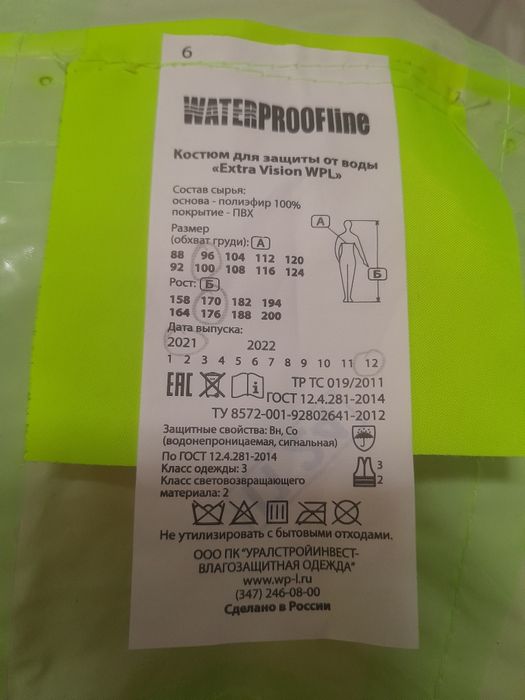 6
WATERPROOFline
Костюм для защиты от воды
«Extra Vision WPL»
Состав сырья:
основа - полиэфир 100%
покрытие - ПВХ
Размер
(обхват груди): А
88 96 104 112 120
92 100 108 116 124
А
Б
Рост: Б
158 170 182 194
164 176 188 200
Дата выпуска:
2021 2022
1 2 3 4 5 6 7 8 9 10 11 12
EAC
ТР ТС 019/2011
ГОСТ 12.4.281-2014
ТУ 8572-001-92802641-2012
Защитные свойства: Вн, Со
(водонепроницаемая, сигнальная)
По ГОСТ 12.4.281-2014
Класс одежды: 3
Класс световозвращающего
материала: 2
3
2
Не утилизировать с бытовыми отходами.
ООО ПК "УРАЛСТРОЙИНВЕСТ-
ВЛАГОЗАЩИТНАЯ ОДЕЖДА"
www.wp-l.ru
(347) 246-08-00
Сделано в России